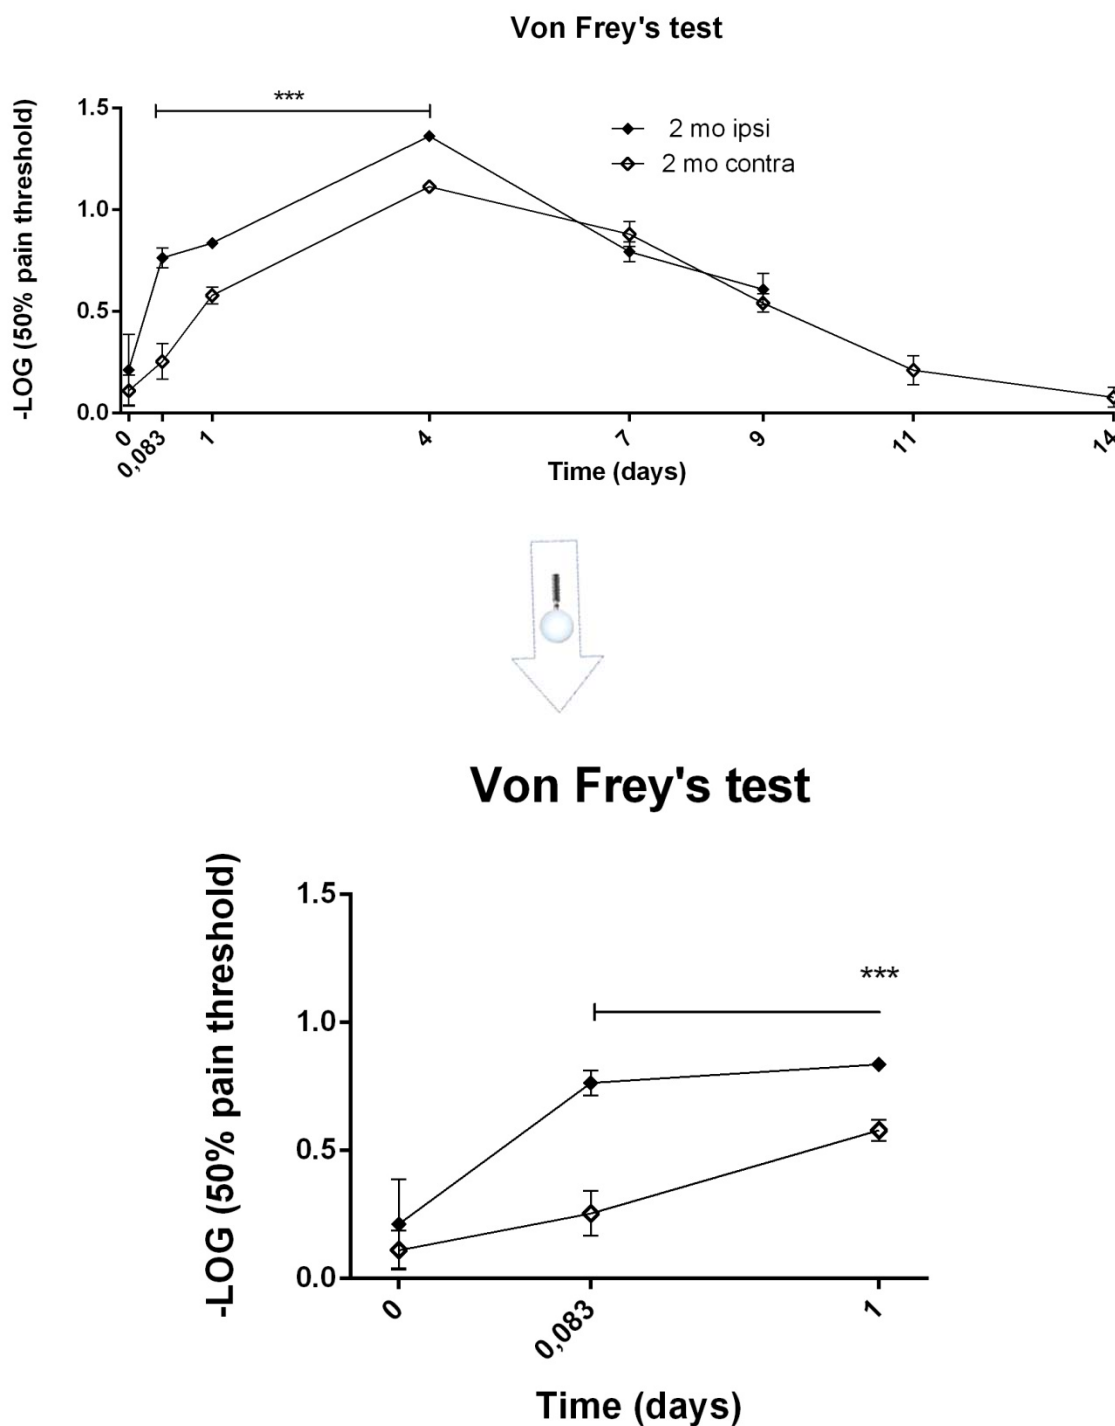 Von Frey's test
-LOG (50% pain threshold)
1.5
1.0
0.5
0.0
***
2 mo ipsi
2 mo contra
0
0,083
1
4
7
9
11
14
Time (days)
Von Frey's test
-LOG (50% pain threshold)
1.5
1.0
0.5
0.0
***
0
0,083
1
Time (days)